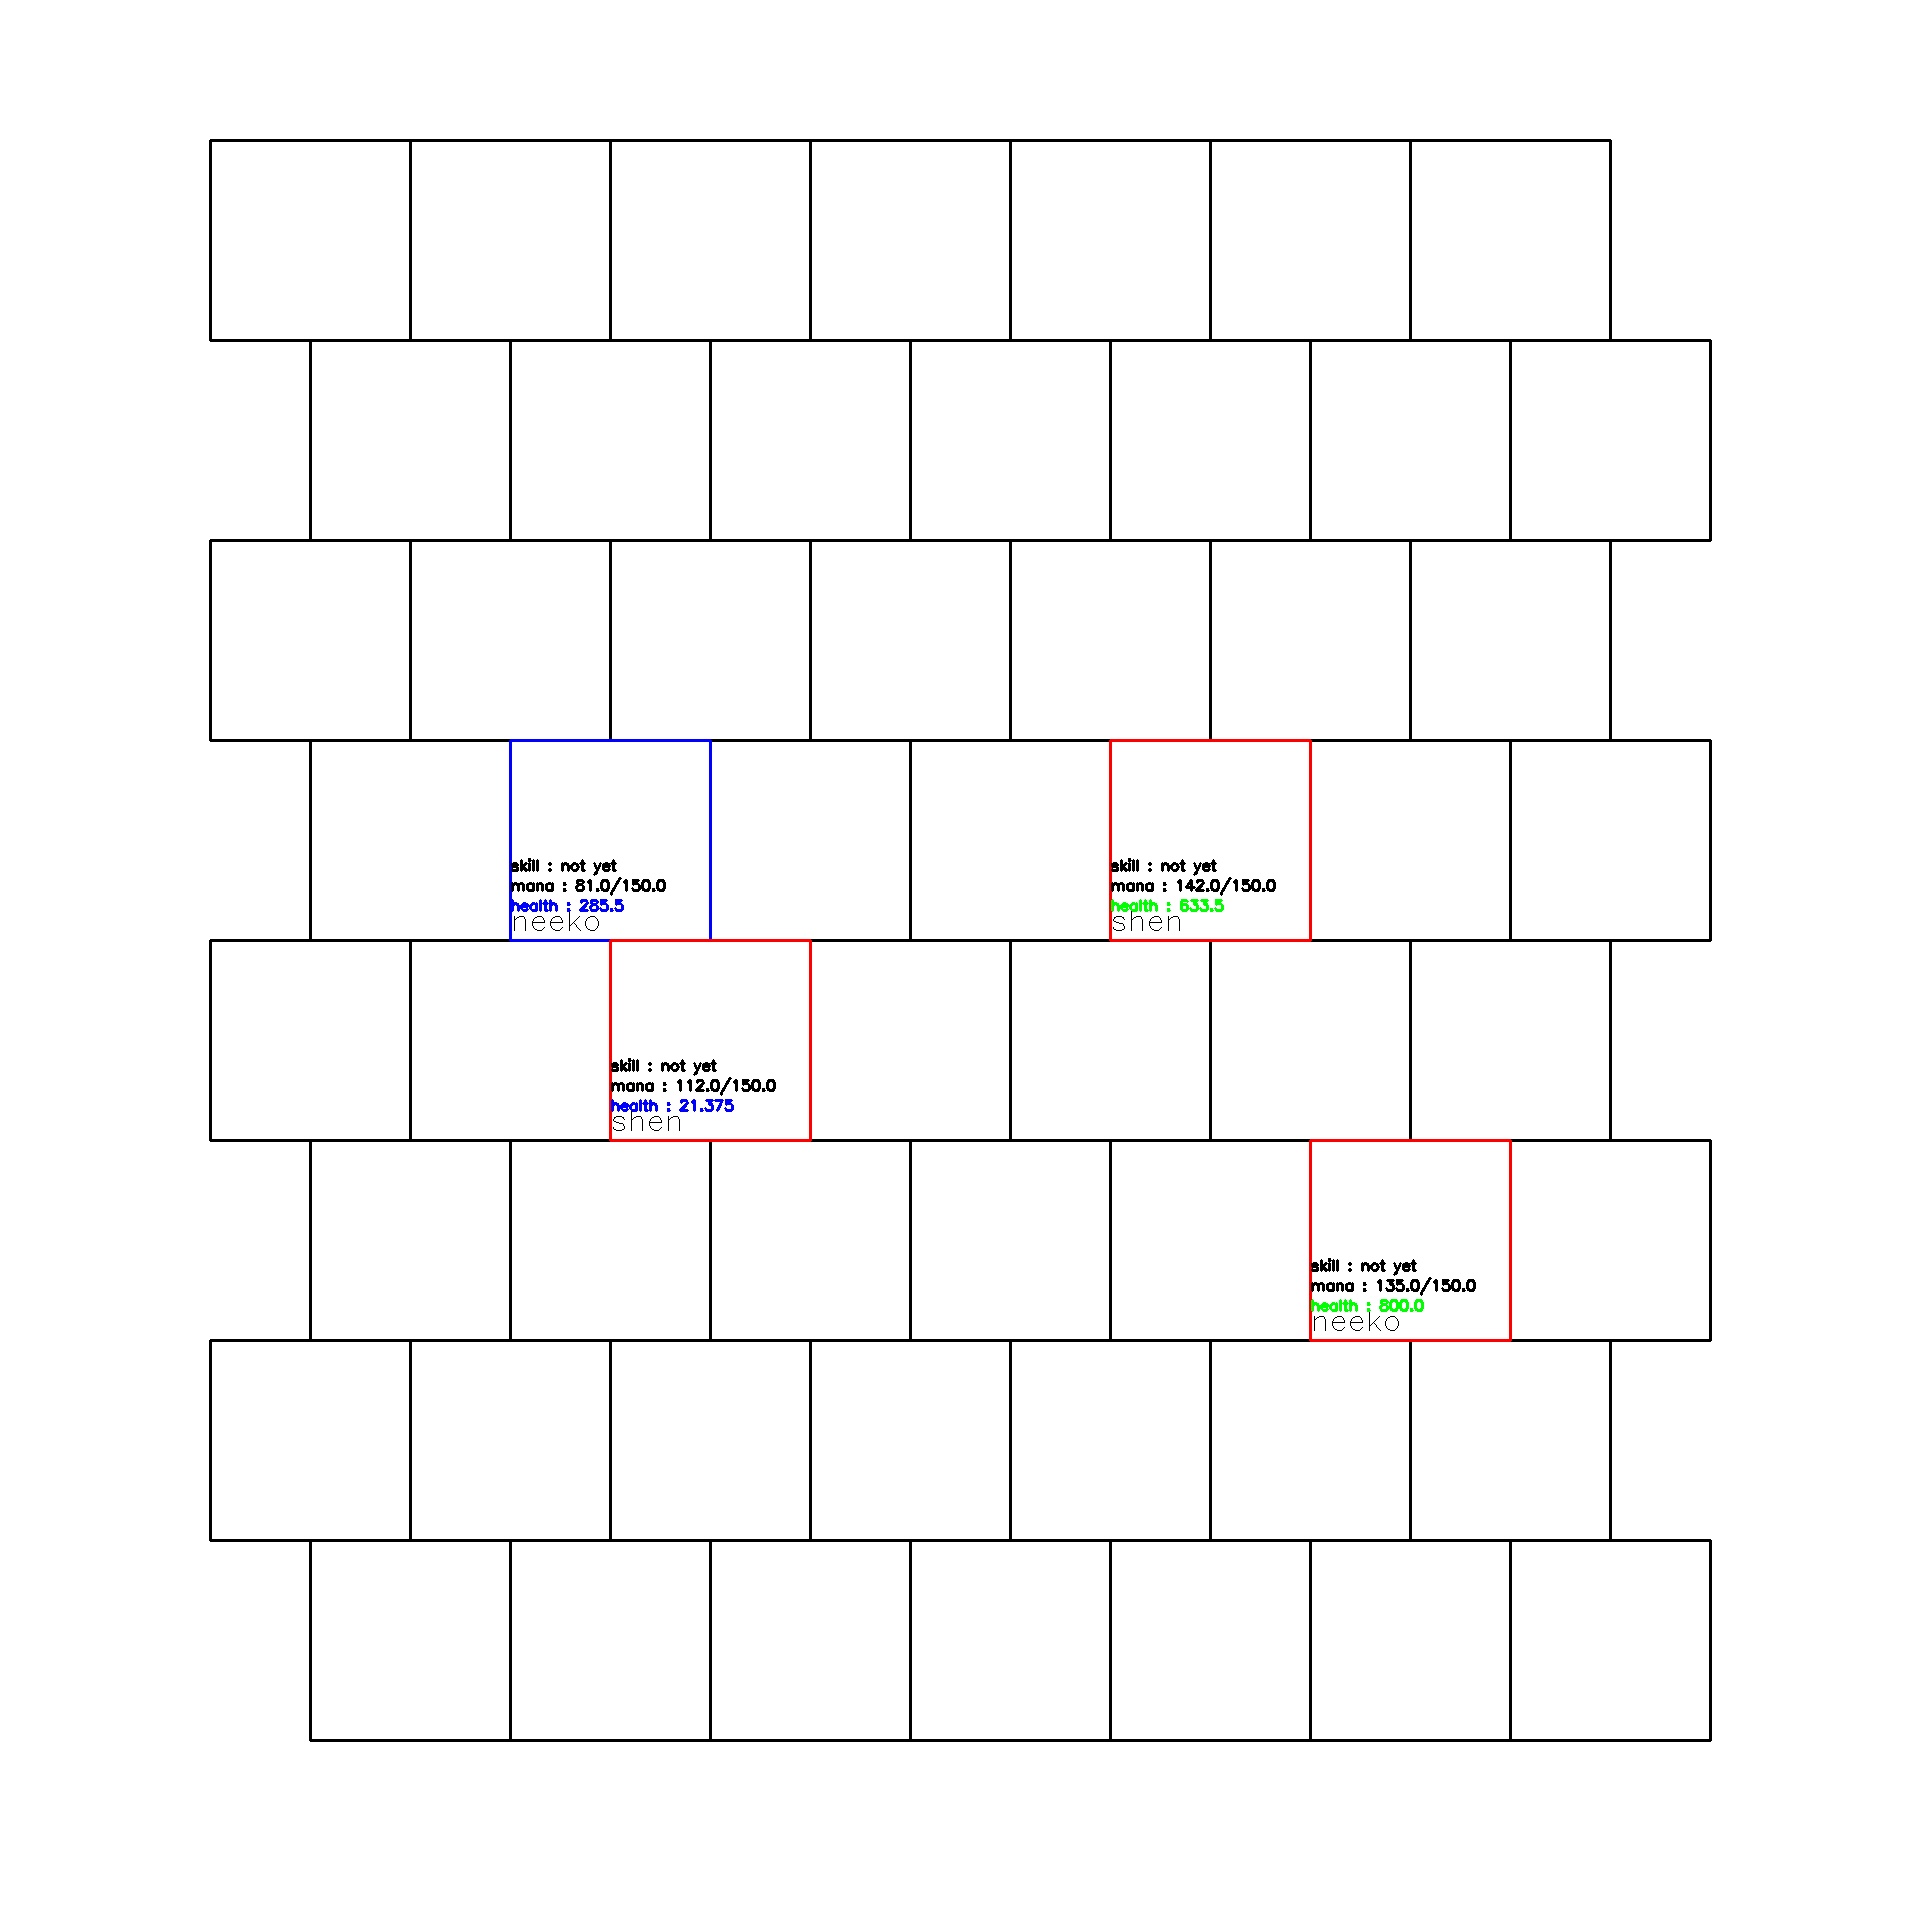 skill : not yet
mana : 81.0/150.0
health : 285.5
neeko
skill : not yet
mana : 142.0/150.0
health : 633.5
shen
skill : not yet
mana : 112.0/150.0
health : 21.375
shen
skill : not yet
mana : 135.0/150.0
health : 800.0
neeko